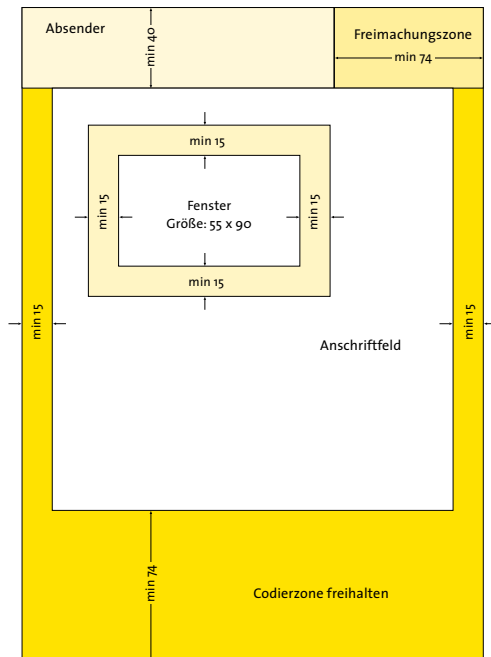 Absender
min 40
Freimachungszone
min 74
min 15
min 15
Fenster
Größe: 55 x 90
min 15
min 15
min 15
min 15
Anschriftfeld
min 74
Codierzone freihalten